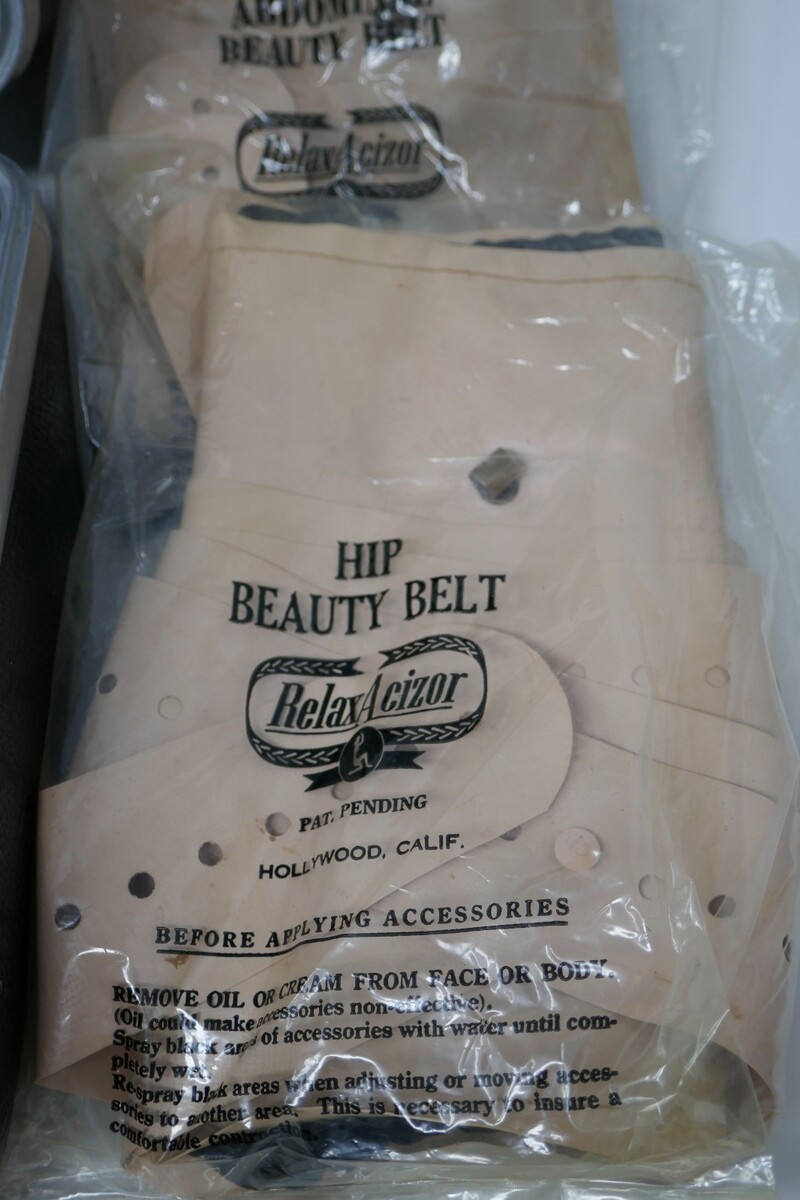 ABDOMINAL
BEAUTY BELT
RelaxAcizor
HIP
BEAUTY BELT
RelaxAcizor
PAT. PENDING
HOLLYWOOD, CALIF.
BEFORE APPLYING ACCESSORIES
REMOVE OIL OR CREAM FROM FACE OR BODY.
(Oil could make accessories non-effective).
Spray black areas of accessories with water until com-
pletely wet.
Re-spray black areas when adjusting or moving acces-
sories to another area. This is necessary to insure a
comfortable contraction.